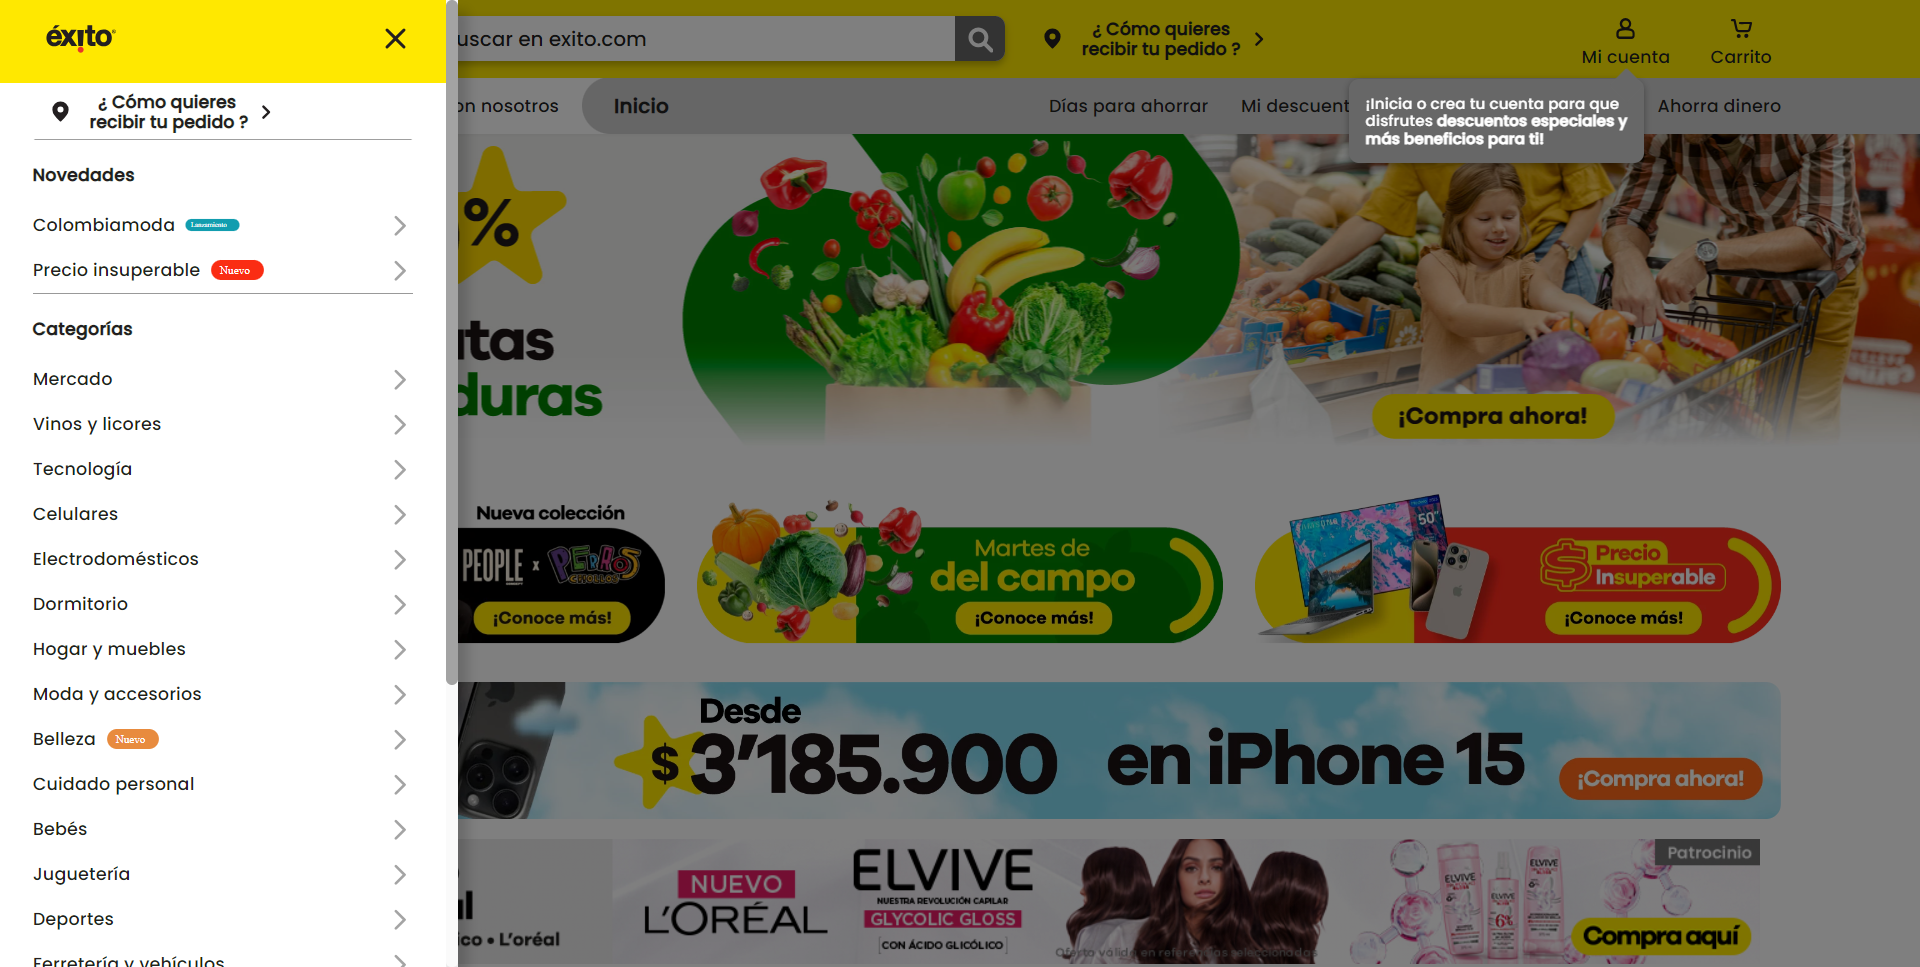 éxito
¿ Cómo quieres
recibir tu pedido ?
Novedades
Colombiamoda Lanzamiento
Precio insuperable Nuevo
Categorías
Mercado
Vinos y licores
Tecnología
Celulares
Electrodomésticos
Dormitorio
Hogar y muebles
Moda y accesorios
Belleza Nuevo
Cuidado personal
Bebés
Juguetería
Deportes
Ferretería y vehículos
uscar en exito.com
¿ Cómo quieres
recibir tu pedido ?
Mi cuenta
Carrito
on nosotros
Inicio
Días para ahorrar
Mi descuent
Ahorra dinero
¡Inicia o crea tu cuenta para que
disfrutes descuentos especiales y
más beneficios para ti!
%
utas
duras
¡Compra ahora!
Nueva colección
PEOPLE x PERROS
CRIOLLOS
¡Conoce más!
Martes de
del campo
¡Conoce más!
50"
Precio
Insuperable
¡Conoce más!
Desde
$ 3'185.900 en iPhone 15
¡Compra ahora!
ico • L'oréal
NUEVO
L'ORÉAL
ELVIVE
NUESTRA REVOLUCIÓN CAPILAR
GLYCOLIC GLOSS
[CON ÁCIDO GLICÓLICO]
Oferta válida en referencias seleccionadas
Patrocinio
ELVIVE
ELVIVE
6%
Compra aquí